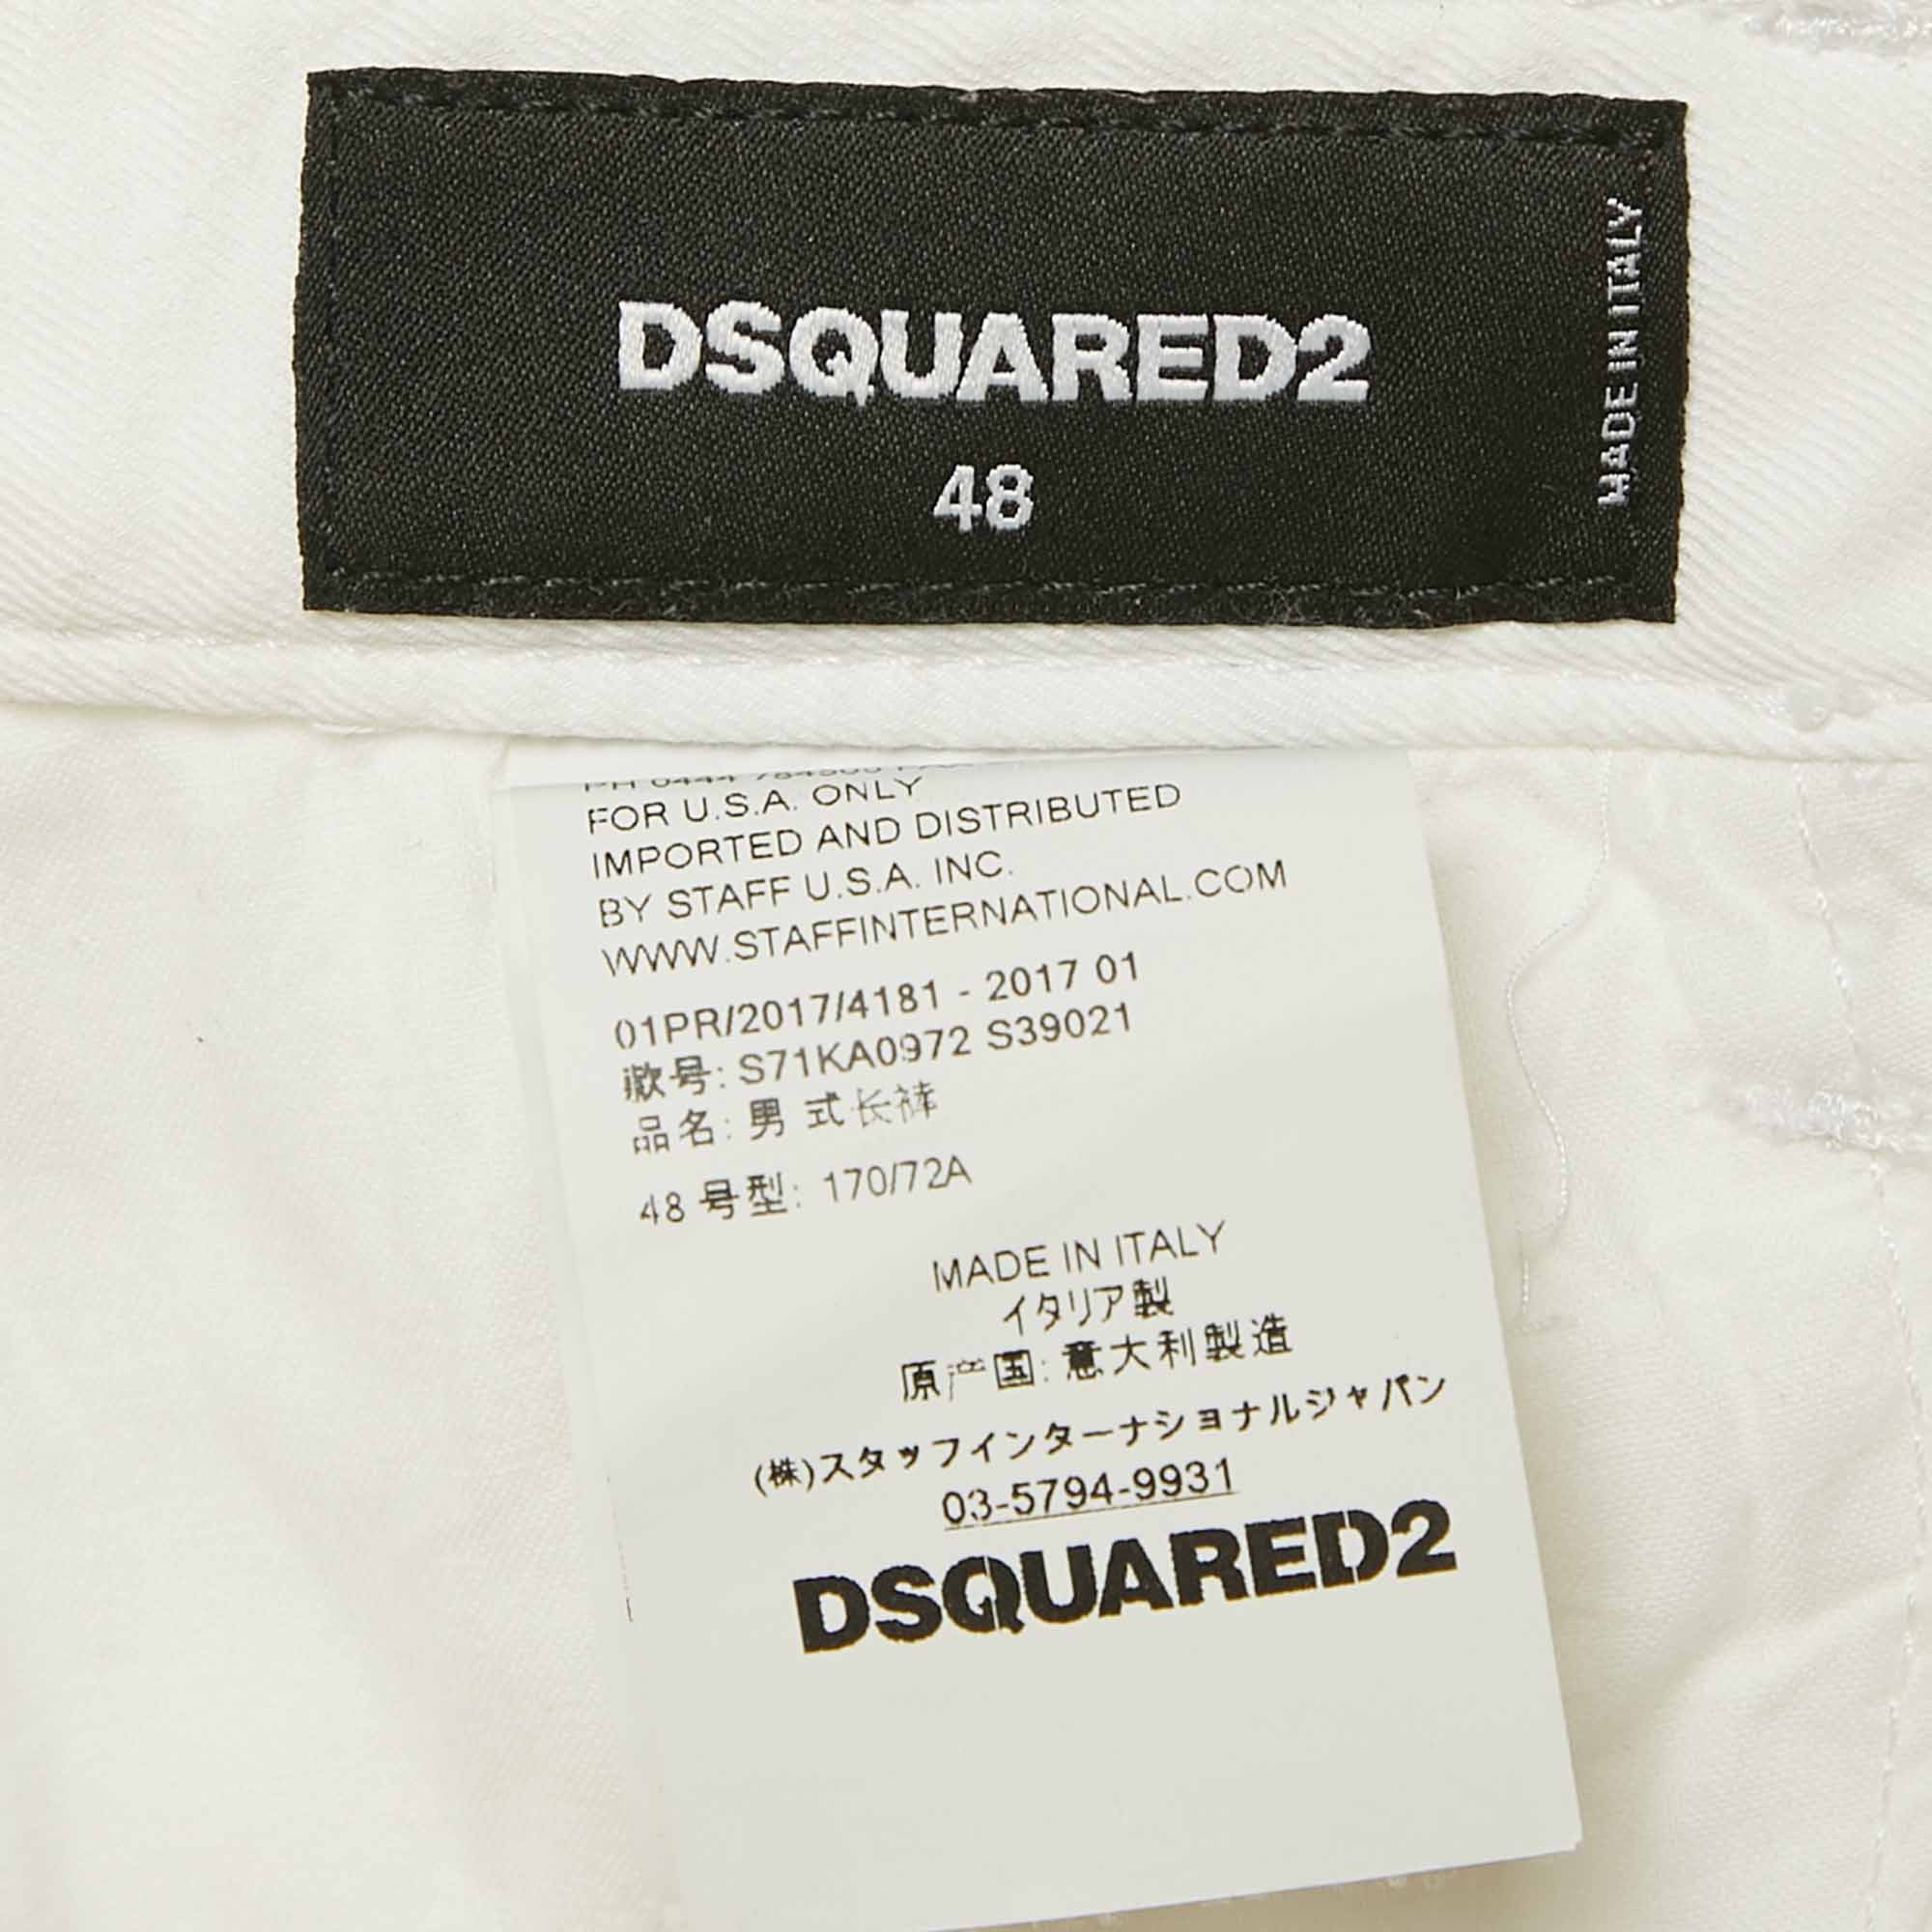 DSQUARED2
48
MADE IN ITALY
FOR U.S.A. ONLY
IMPORTED AND DISTRIBUTED
BY STAFF U.S.A. INC.
WWW.STAFFINTERNATIONAL.COM
01PR/2017/4181 - 2017 01
款号: S71KA0972 S39021
品名: 男式长裤
48 号型: 170/72A
MADE IN ITALY
イタリア製
原产国: 意大利製造
(株)スタッフインターナショナルジャパン
03-5794-9931
DSQUARED2